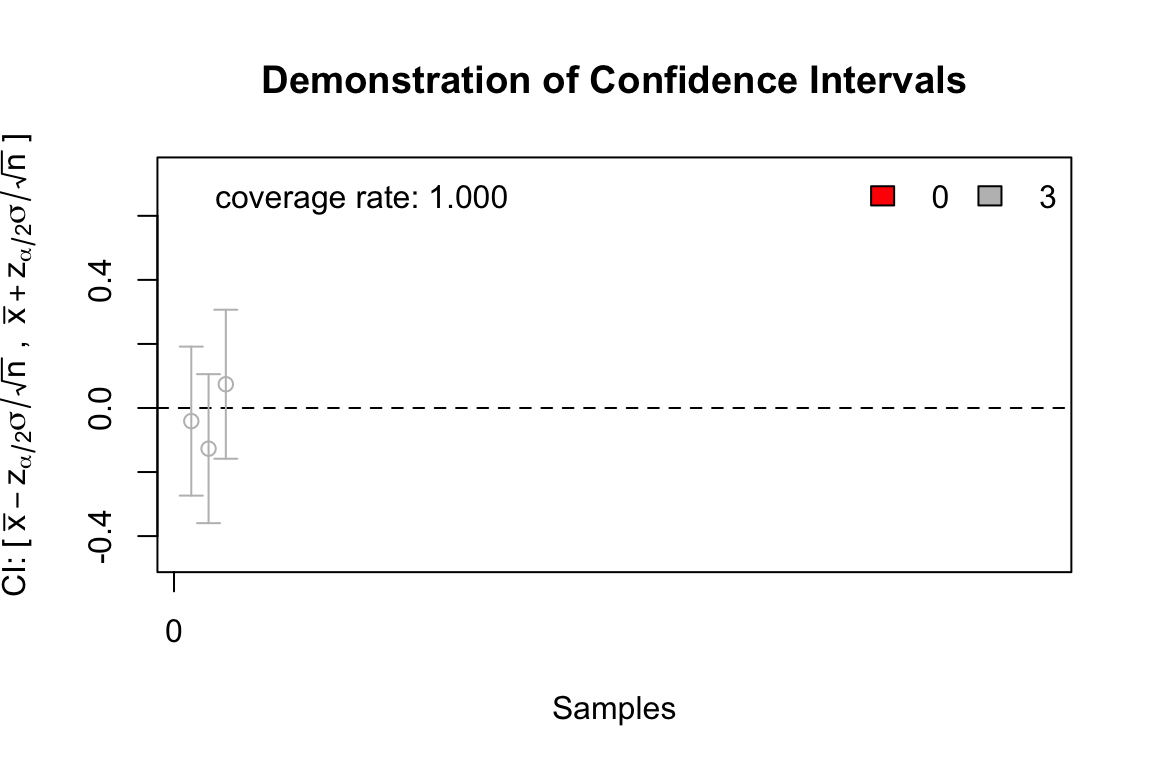 Demonstration of Confidence Intervals
coverage rate: 1.000
0 3
CI: [ x̅ − zα/2σ/√n , x̅ + zα/2σ/√n ]
0.4
0.0
-0.4
0
Samples